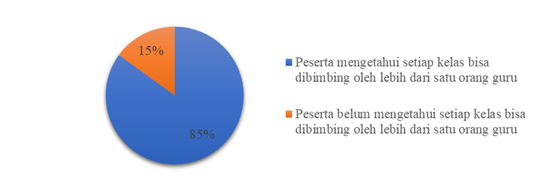 15%
85%
Peserta mengetahui setiap kelas bisa
dibimbing oleh lebih dari satu orang guru
Peserta belum mengetahui setiap kelas bisa
dibimbing oleh lebih dari satu orang guru